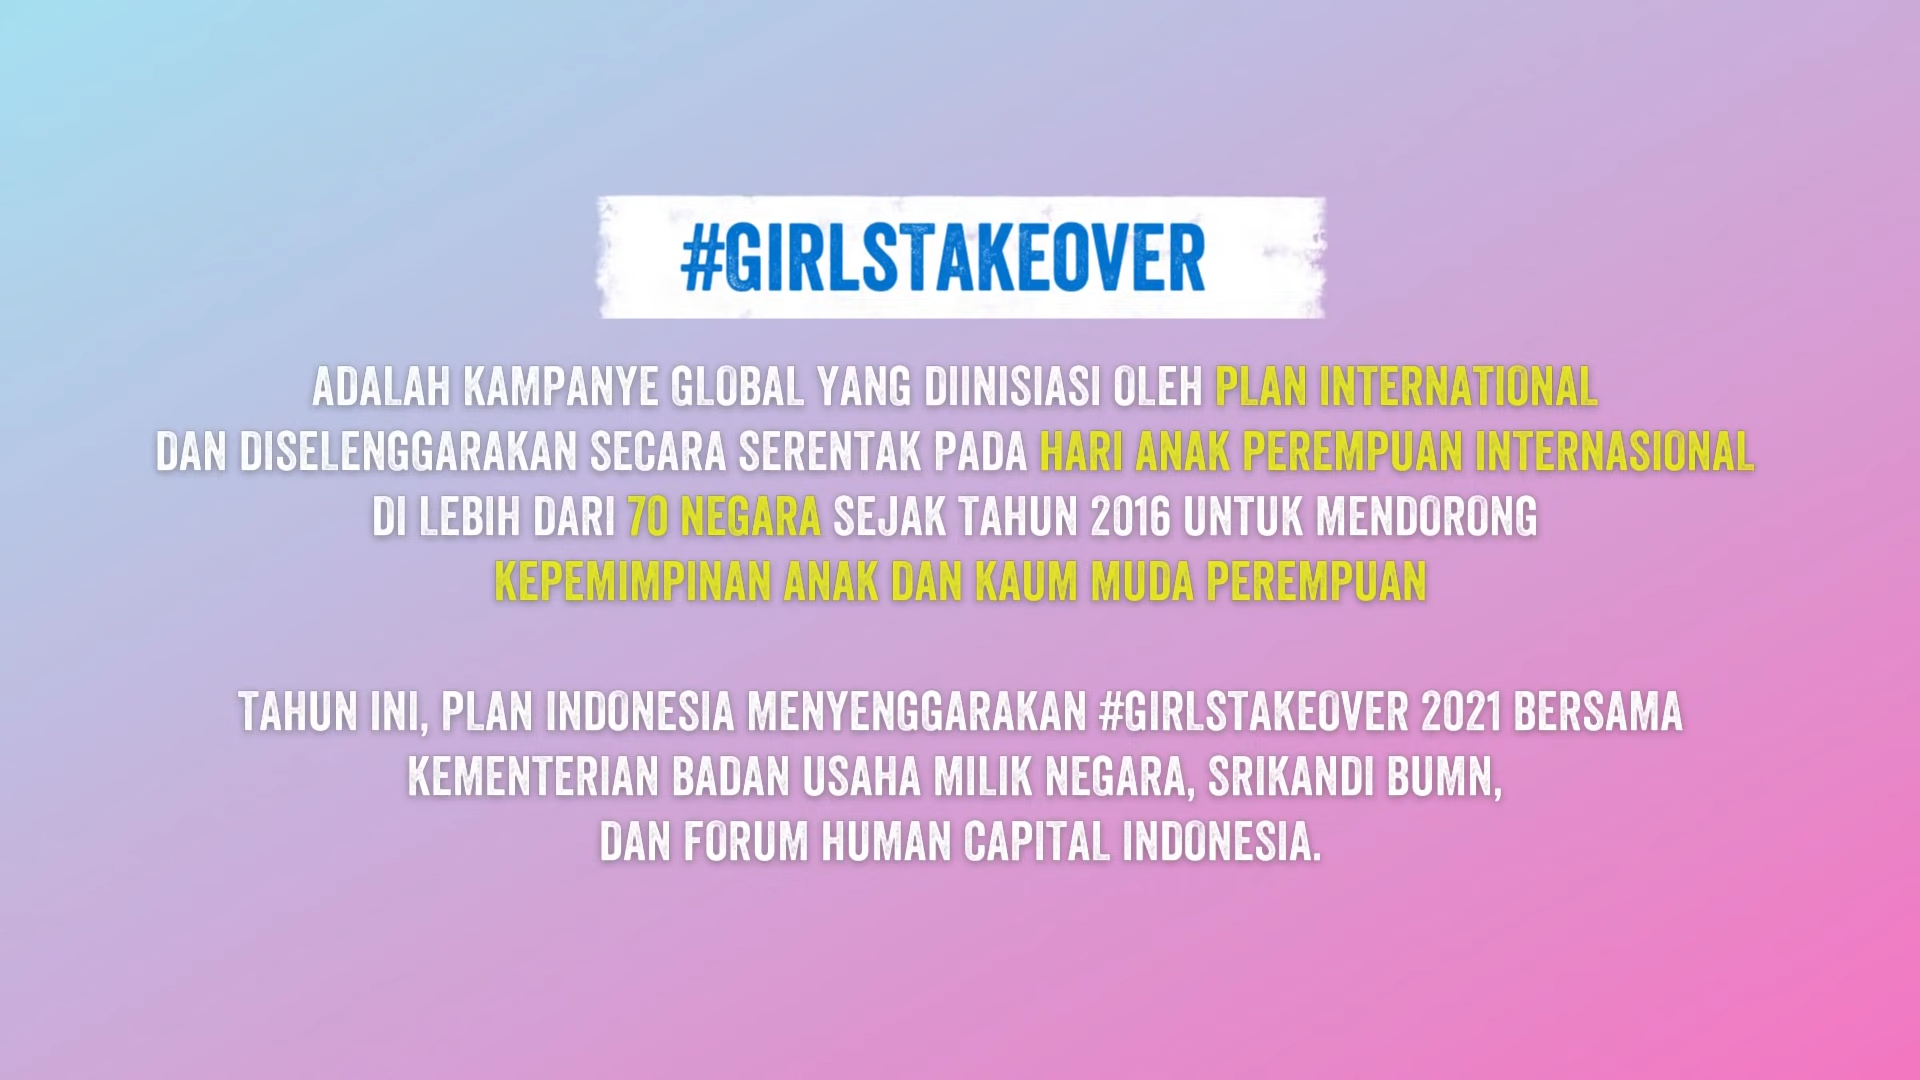 #GIRLSTAKEOVER
ADALAH KAMPANYE GLOBAL YANG DIINISIASI OLEH PLAN INTERNATIONAL
DAN DISELENGGARAKAN SECARA SERENTAK PADA HARI ANAK PEREMPUAN INTERNASIONAL
DI LEBIH DARI 70 NEGARA SEJAK TAHUN 2016 UNTUK MENDORONG
KEPEMIMPINAN ANAK DAN KAUM MUDA PEREMPUAN
TAHUN INI, PLAN INDONESIA MENYENGGARAKAN #GIRLSTAKEOVER 2021 BERSAMA
KEMENTERIAN BADAN USAHA MILIK NEGARA, SRIKANDI BUMN,
DAN FORUM HUMAN CAPITAL INDONESIA.